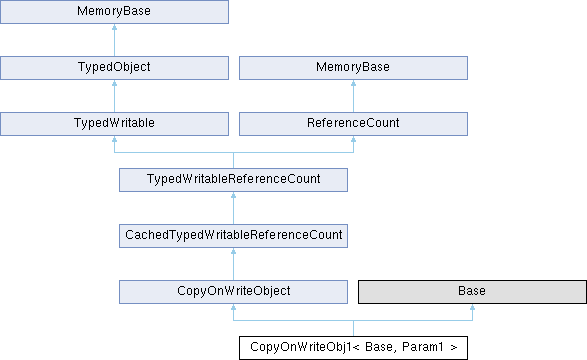 MemoryBase
TypedObject
MemoryBase
TypedWritable
ReferenceCount
TypedWritableReferenceCount
CachedTypedWritableReferenceCount
CopyOnWriteObject
Base
CopyOnWriteObj1< Base, Param1 >